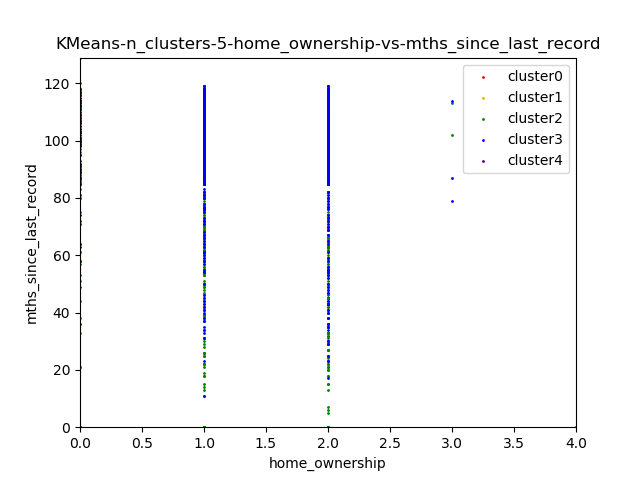 KMeans-n_clusters-5-home_ownership-vs-mths_since_last_record
cluster0
cluster1
cluster2
cluster3
cluster4
120
100
80
60
40
20
0
mths_since_last_record
0.0 0.5 1.0 1.5 2.0 2.5 3.0 3.5 4.0
home_ownership